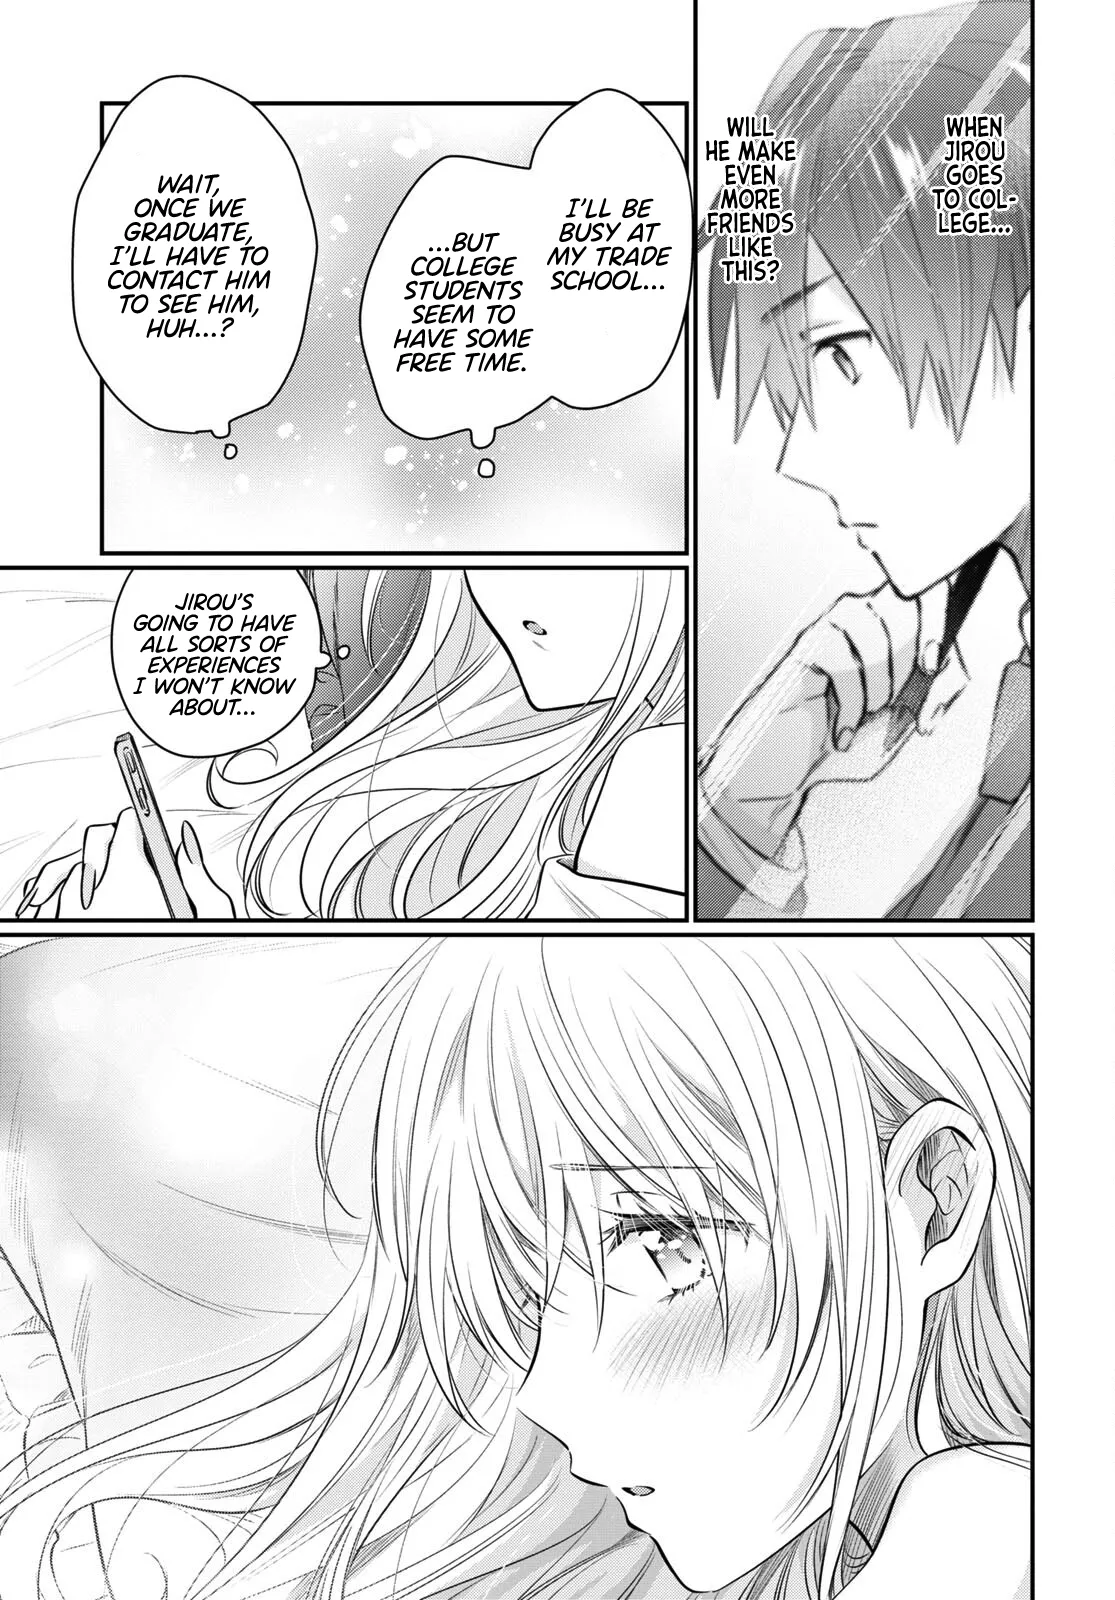 WHEN
JIROU
GOES
TO COL-
LEGE...
WILL
HE MAKE
EVEN
MORE
FRIENDS
LIKE
THIS?
I'LL BE
BUSY AT
MY TRADE
SCHOOL...
...BUT
COLLEGE
STUDENTS
SEEM TO
HAVE SOME
FREE TIME.
WAIT,
ONCE WE
GRADUATE,
I'LL HAVE TO
CONTACT HIM
TO SEE HIM,
HUH...?
JIROU'S
GOING TO HAVE
ALL SORTS OF
EXPERIENCES
I WON'T KNOW
ABOUT...